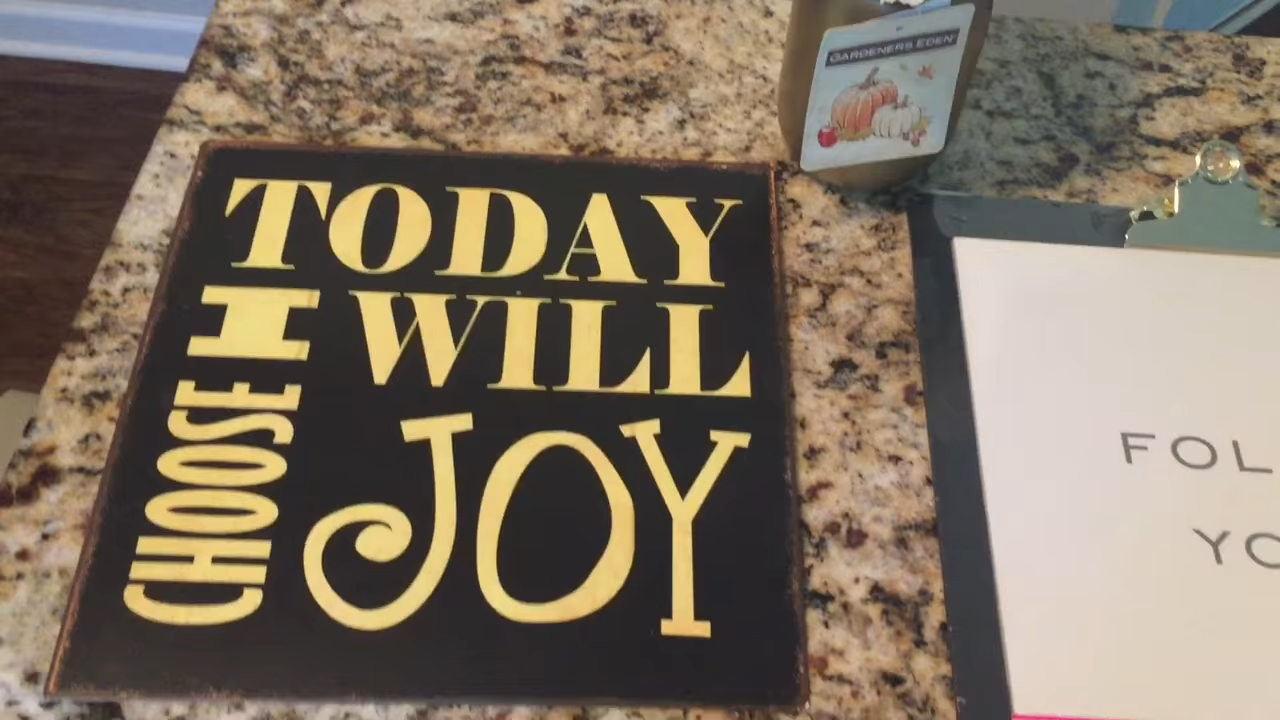 GARDENERS EDEN
TODAY
I WILL
CHOOSE
JOY
FOL
YO